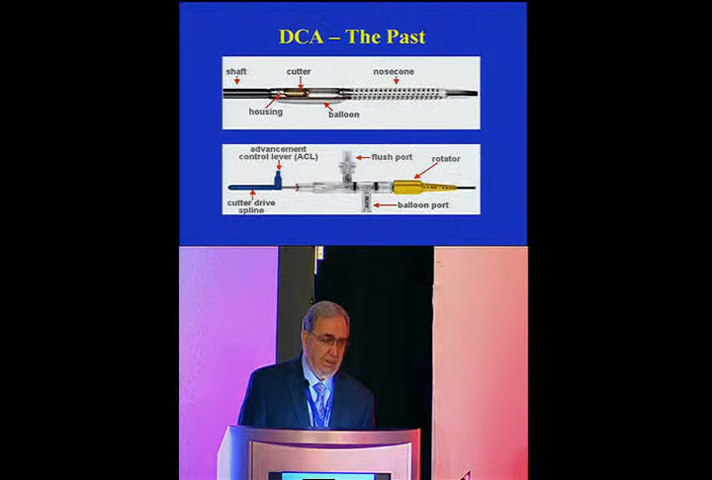 DCA – The Past
shaft
cutter
nosecone
housing
balloon
advancement
control lever (ACL)
flush port
rotator
cutter drive
spline
balloon port